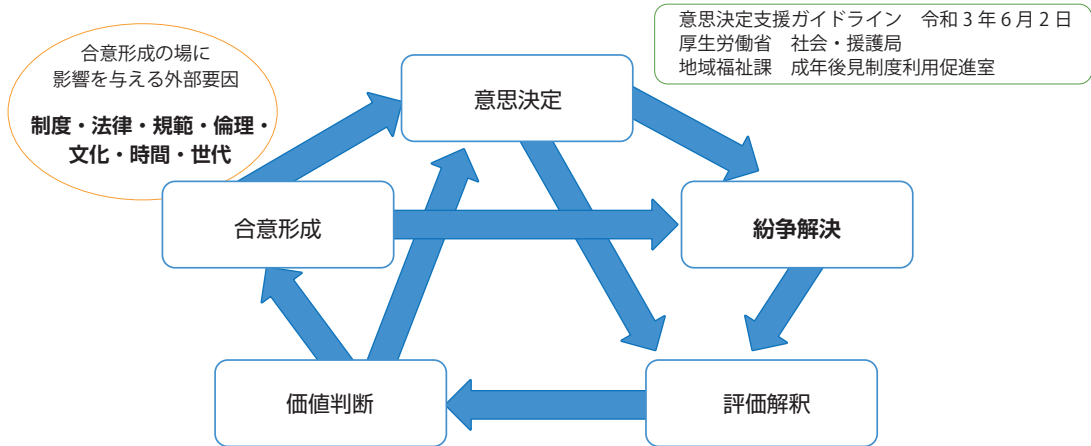 意思決定支援ガイドライン　令和3年6月2日
厚生労働省　社会・援護局
地域福祉課　成年後見制度利用促進室
合意形成の場に
影響を与える外部要因
制度・法律・規範・倫理・
文化・時間・世代
意思決定
合意形成
紛争解決
価値判断
評価解釈